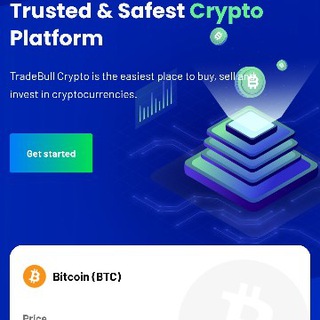 Trusted & Safest Crypto
Platform
TradeBull Crypto is the easiest place to buy, sell and
invest in cryptocurrencies.
Get started
Bitcoin (BTC)
Price